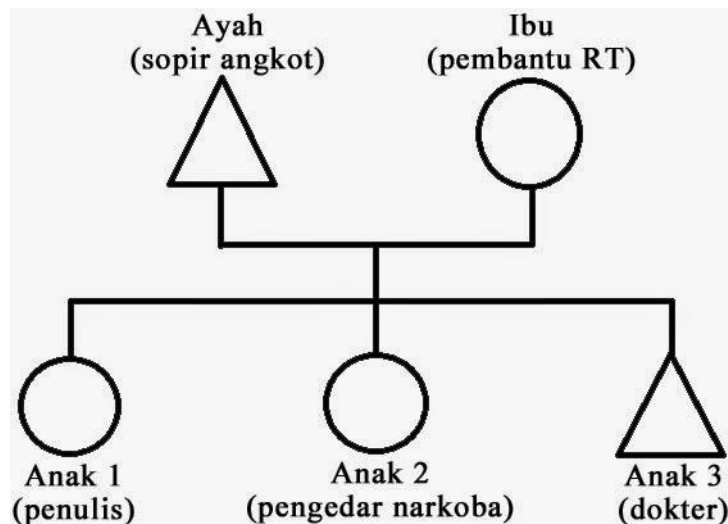 Ayah
(sopir angkot)
Ibu
(pembantu RT)
Anak 1
(penulis)
Anak 2
(pengedar narkoba)
Anak 3
(dokter)